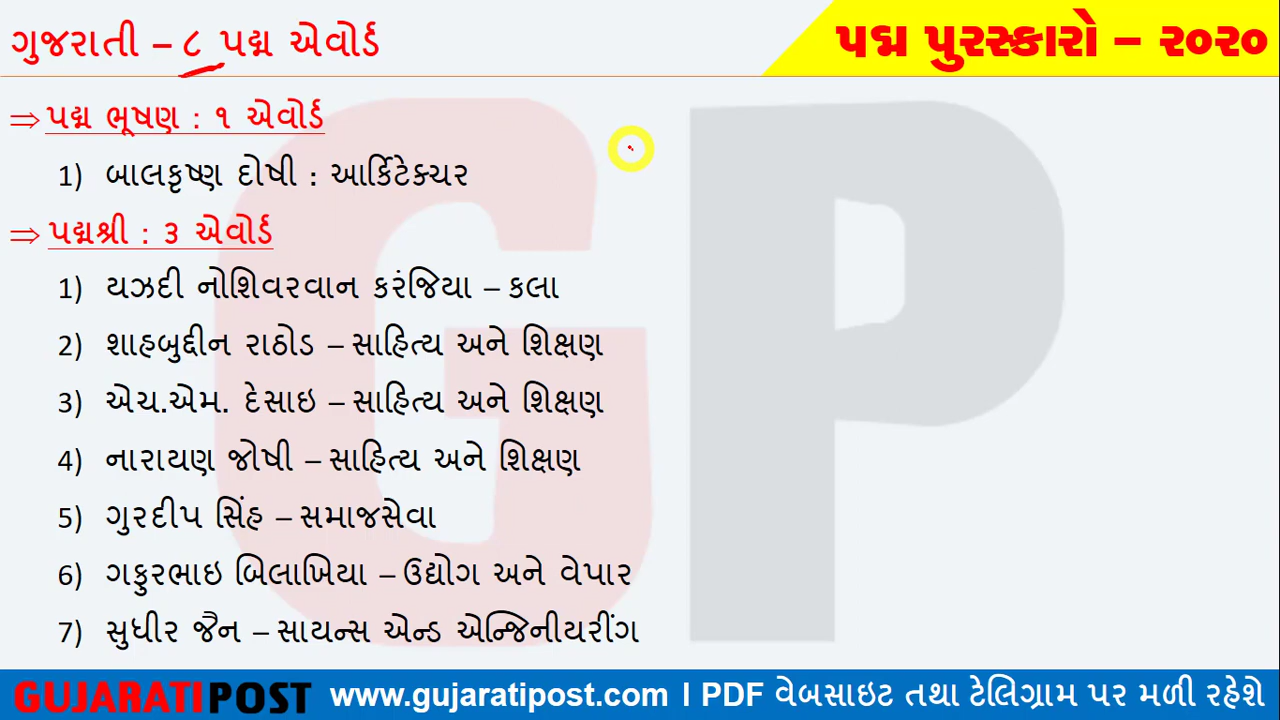 ગુજરાતી – ૮ પદ્મ એવોર્ડ
પદ્મ પુરસ્કારો – ૨૦૨૦
⇒ પદ્મ ભૂષણ : ૧ એવોર્ડ
1) બાલકૃષ્ણ દોષી : આર્કિટેક્ચર
⇒ પદ્મશ્રી : ૩ એવોર્ડ
1) યઝદી નોશિવરવાન કરંજિયા – કલા
2) શાહબુદ્દીન રાઠોડ – સાહિત્ય અને શિક્ષણ
3) એચ.એમ. દેસાઇ – સાહિત્ય અને શિક્ષણ
4) નારાયણ જોષી – સાહિત્ય અને શિક્ષણ
5) ગુરદીપ સિંહ – સમાજસેવા
6) ગફુરભાઇ બિલાખિયા – ઉદ્યોગ અને વેપાર
7) સુધીર જૈન – સાયન્સ એન્ડ એન્જિનીયરીંગ
GP
GUJARATIPOST www.gujaratipost.com । PDF વેબસાઇટ તથા ટેલિગ્રામ પર મળી રહેશે